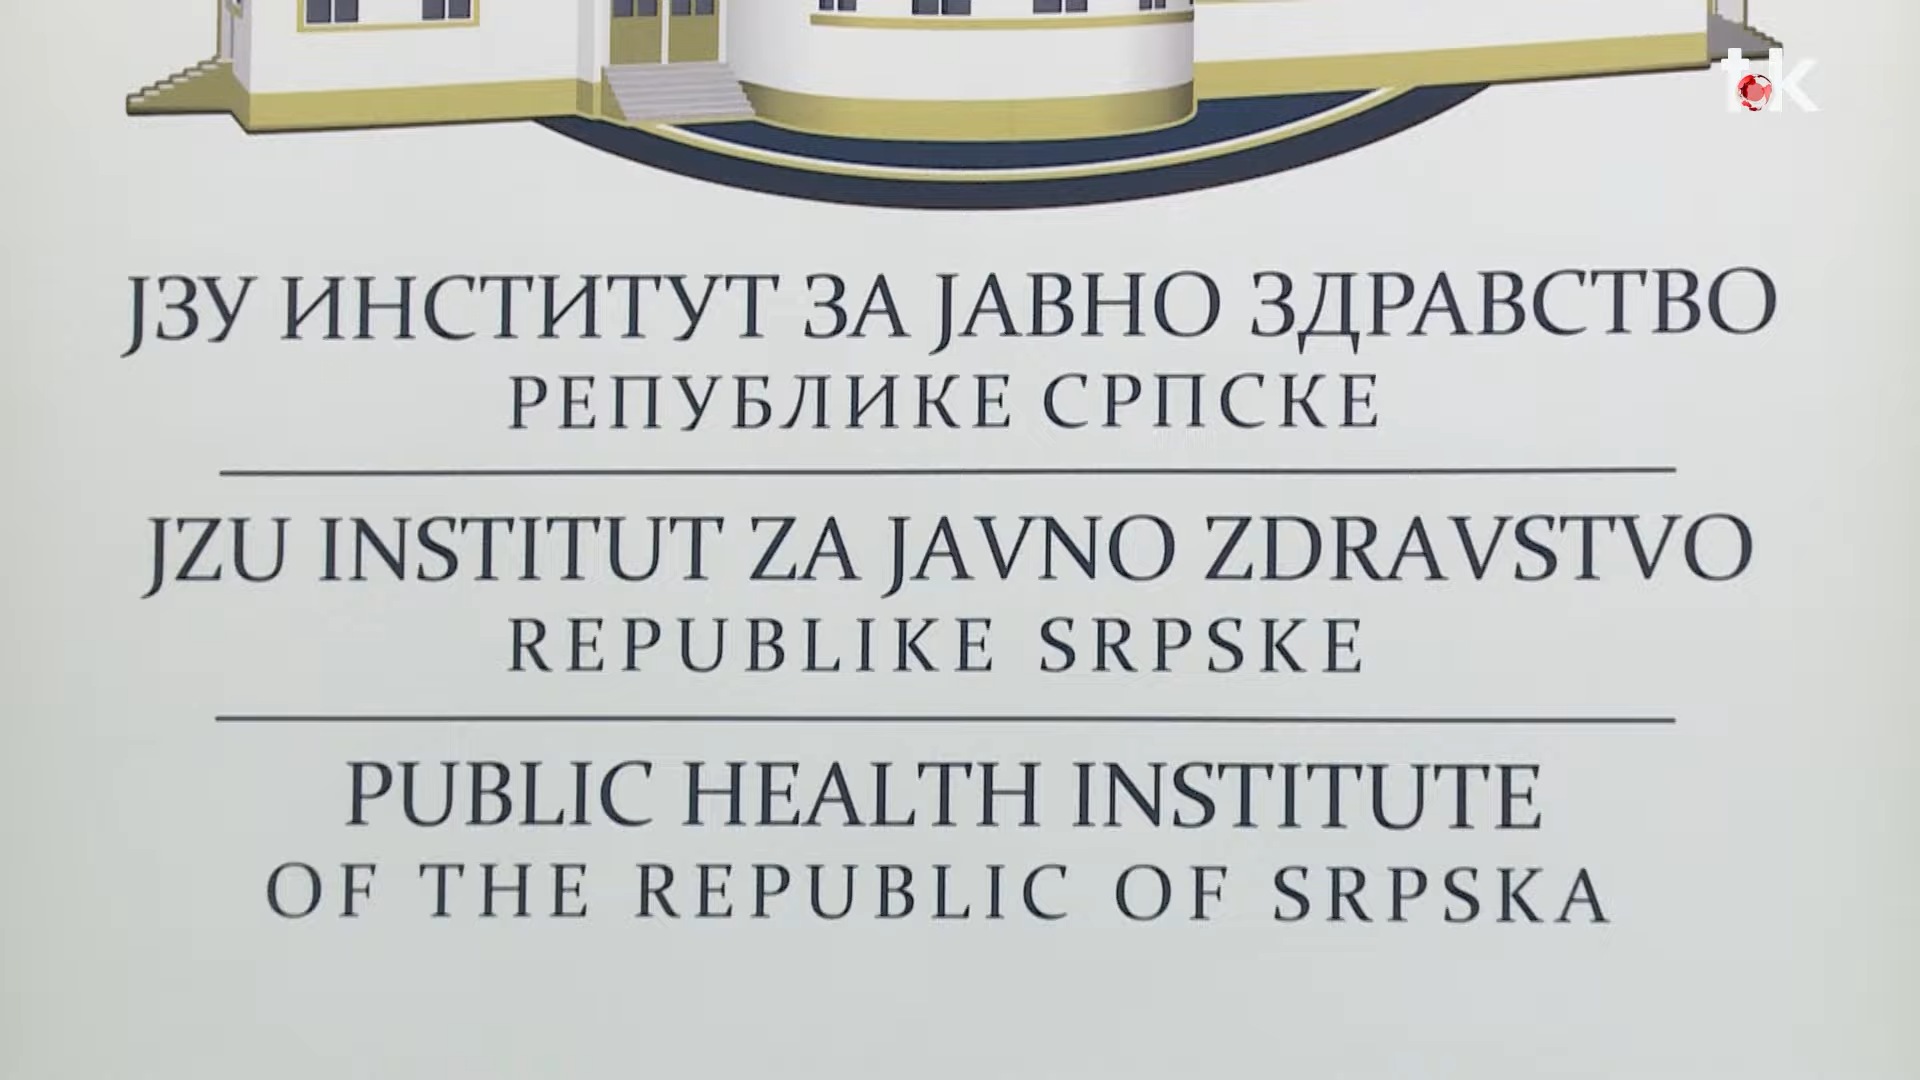 tk
ЈЗУ ИНСТИТУТ ЗА ЈАВНО ЗДРАВСТВО
РЕПУБЛИКЕ СРПСКЕ
JZU INSTITUT ZA JAVNO ZDRAVSTVO
REPUBLIKE SRPSKE
PUBLIC HEALTH INSTITUTE
OF THE REPUBLIC OF SRPSKA